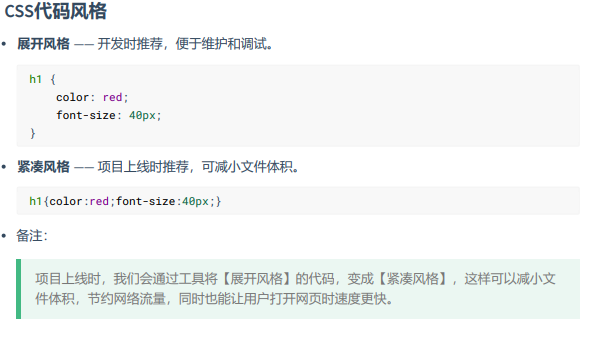 CSS代码风格
展开风格 —— 开发时推荐，便于维护和调试。
h1 {
    color: red;
    font-size: 40px;
}
紧凑风格 —— 项目上线时推荐，可减小文件体积。
h1{color:red;font-size:40px;}
备注：
项目上线时，我们会通过工具将【展开风格】的代码，变成【紧凑风格】，这样可以减小文
件体积，节约网络流量，同时也能让用户打开网页时速度更快。